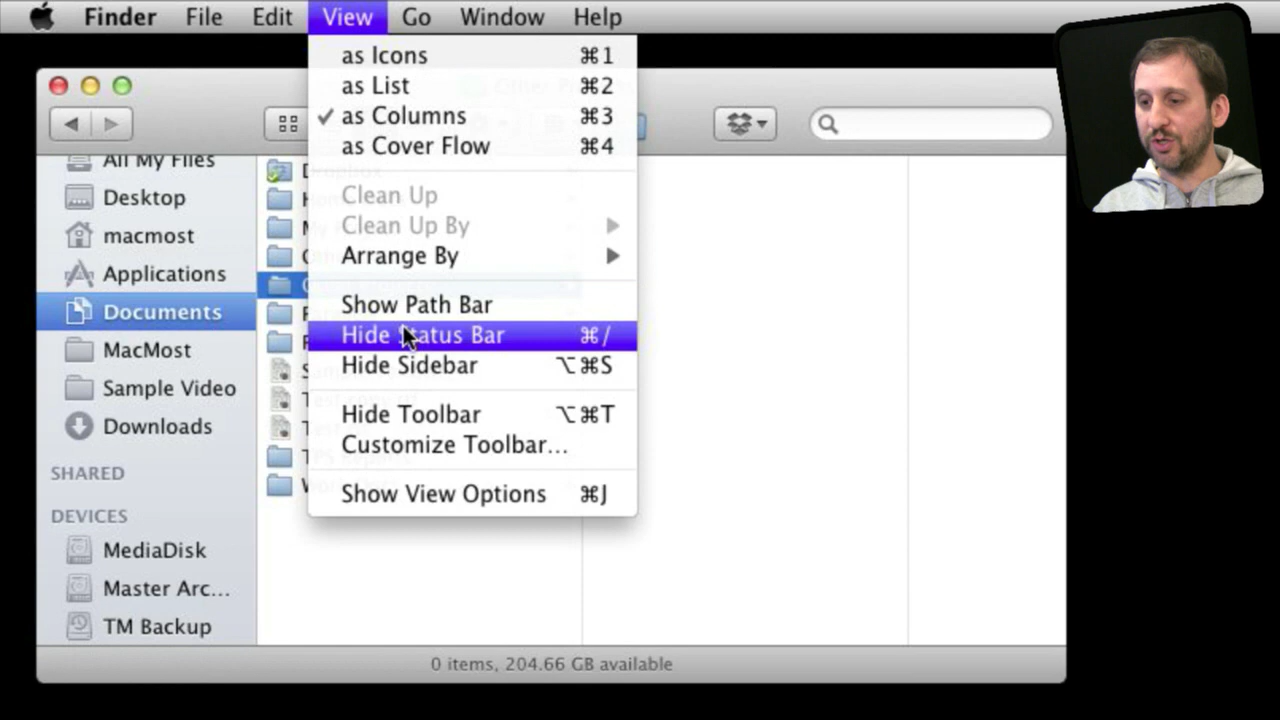 Finder File Edit View Go Window Help
as Icons ⌘1
as List ⌘2
✓ as Columns ⌘3
as Cover Flow ⌘4
Clean Up
Clean Up By
Arrange By
Show Path Bar
Hide Status Bar ⌘/
Hide Sidebar ⌥⌘S
Hide Toolbar ⌥⌘T
Customize Toolbar...
Show View Options ⌘J
All My Files
Desktop
macmost
Applications
Documents
MacMost
Sample Video
Downloads
SHARED
DEVICES
MediaDisk
Master Arc...
TM Backup
0 items, 204.66 GB available